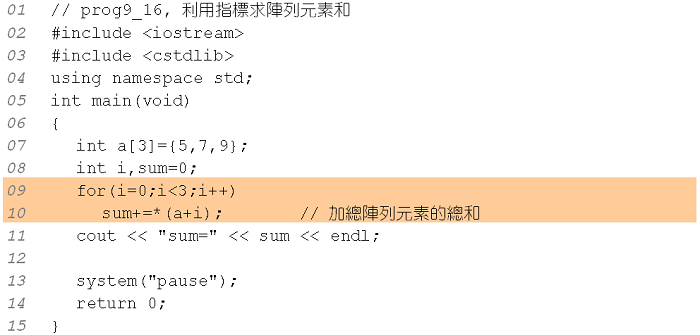 01 // prog9_16, 利用指標求陣列元素和
02 #include <iostream>
03 #include <cstdlib>
04 using namespace std;
05 int main(void)
06 {
07 int a[3]={5,7,9};
08 int i,sum=0;
09 for(i=0;i<3;i++)
10 sum+=*(a+i); // 加總陣列元素的總和
11 cout << "sum=" << sum << endl;
12
13 system("pause");
14 return 0;
15 }